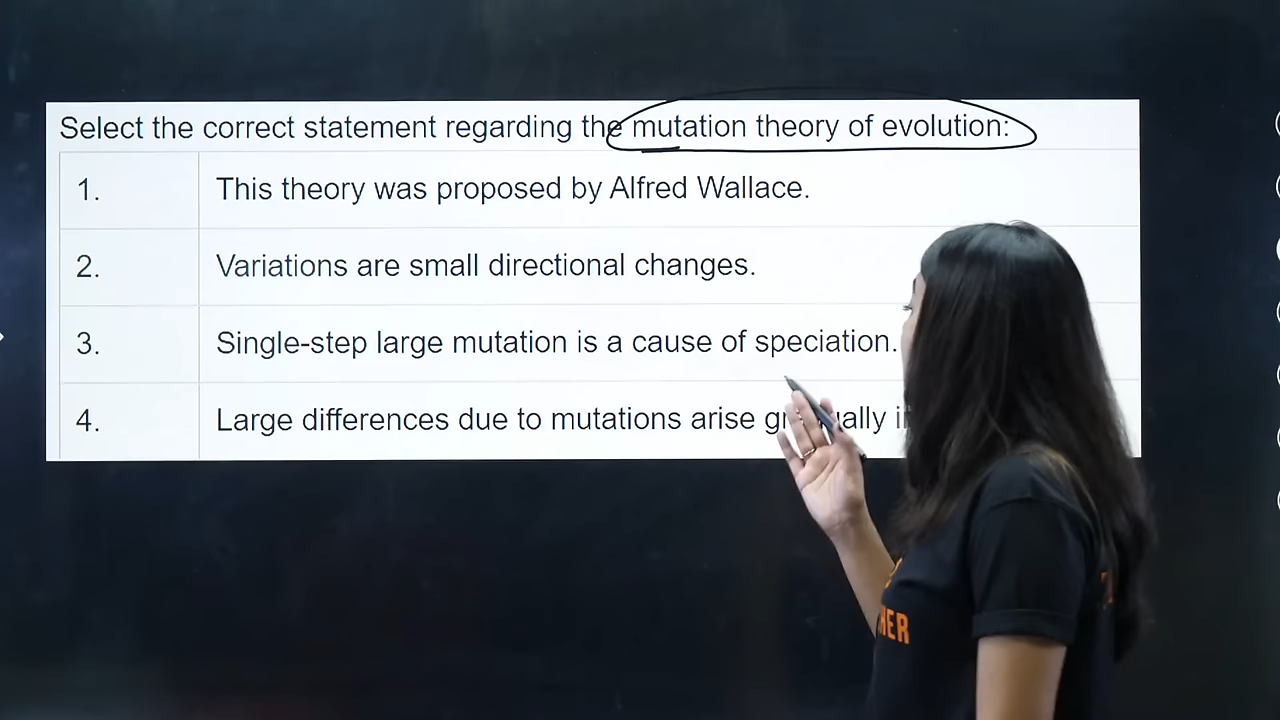 Select the correct statement regarding the mutation theory of evolution:
1. This theory was proposed by Alfred Wallace.
2. Variations are small directional changes.
3. Single-step large mutation is a cause of speciation.
4. Large differences due to mutations arise
HER